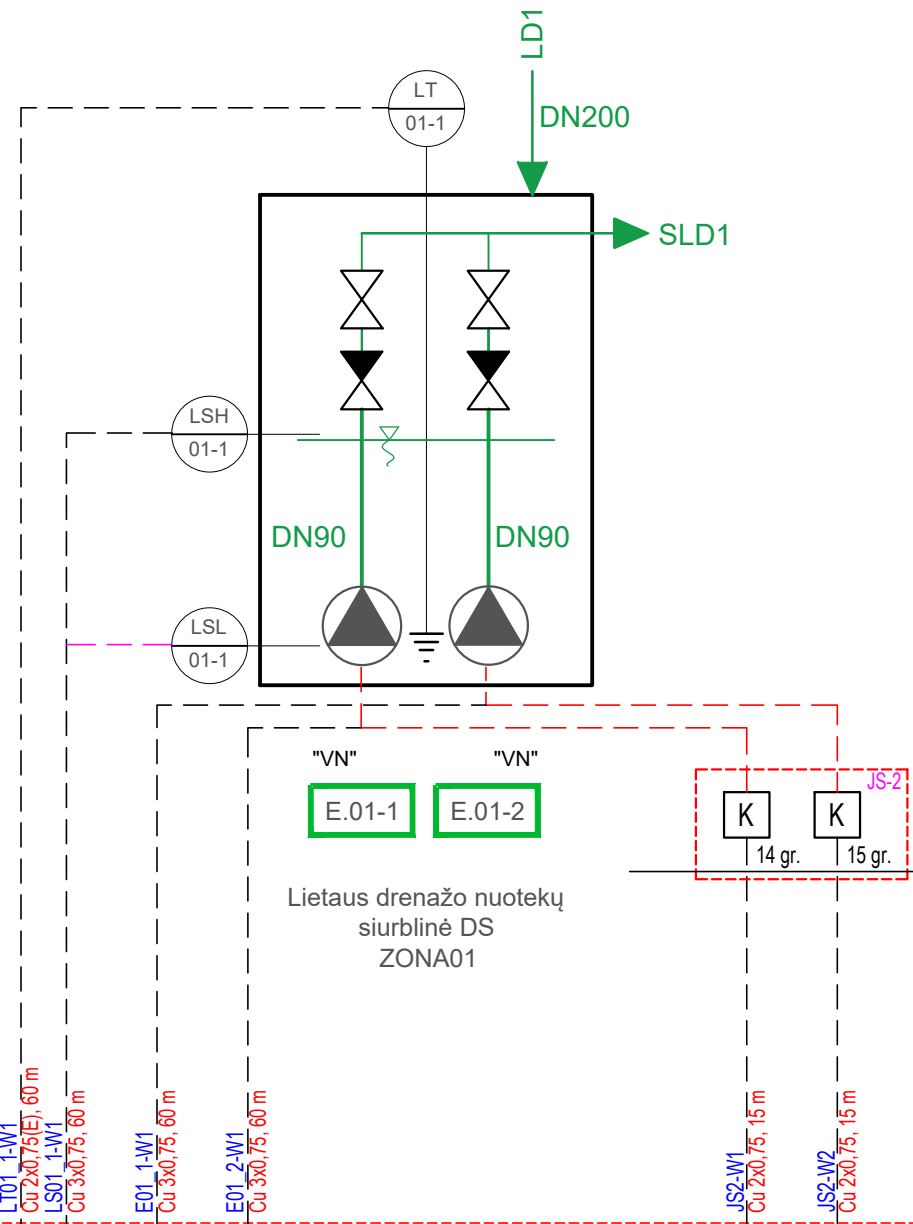 LD1
LT
01-1
DN200
SLD1
LSH
01-1
DN90
DN90
LSL
01-1
"VN"
"VN"
E.01-1
E.01-2
JS-2
K
K
14 gr.
15 gr.
Lietaus drenažo nuotekų
siurblinė DS
ZONA01
LT01_1-W1
Cu 2x0,75(E), 60 m
LS01_1-W1
Cu 3x0,75, 60 m
E01_1-W1
Cu 3x0,75, 60 m
E01_2-W1
Cu 3x0,75, 60 m
JS2-W1
Cu 2x0,75, 15 m
JS2-W2
Cu 2x0,75, 15 m